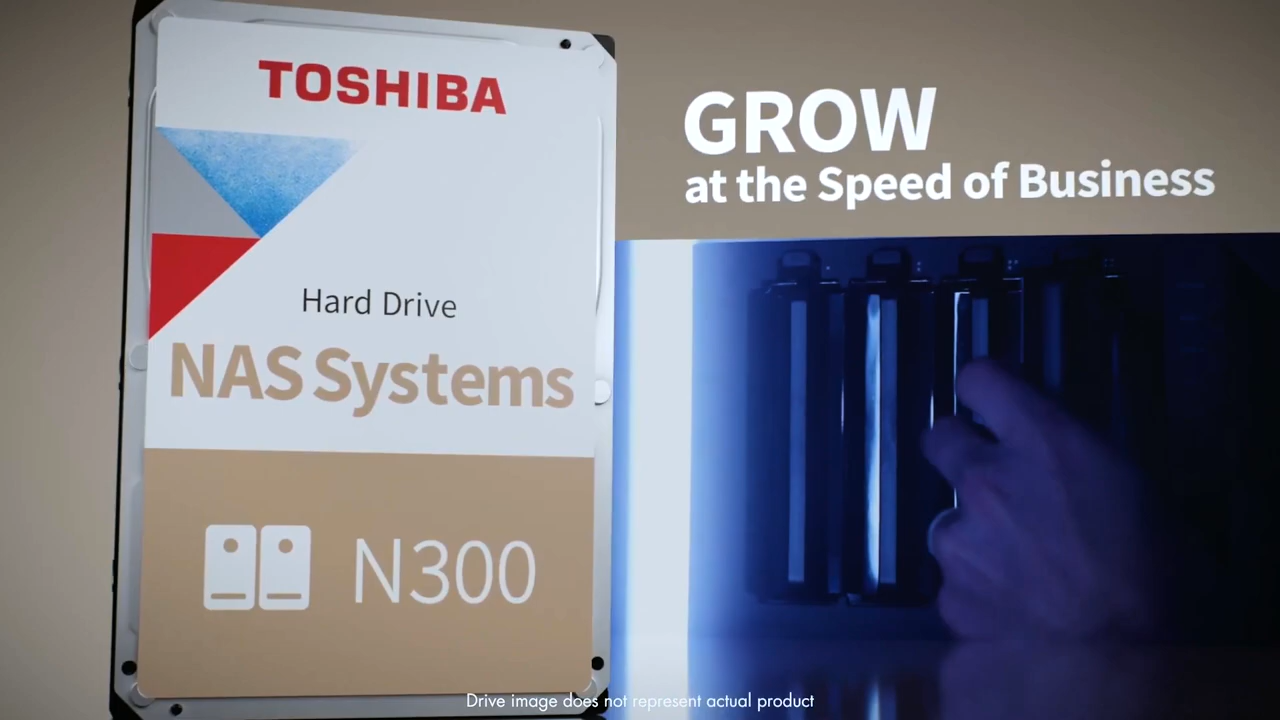 TOSHIBA
Hard Drive
NAS Systems
N300
GROW
at the Speed of Business
Drive image does not represent actual product